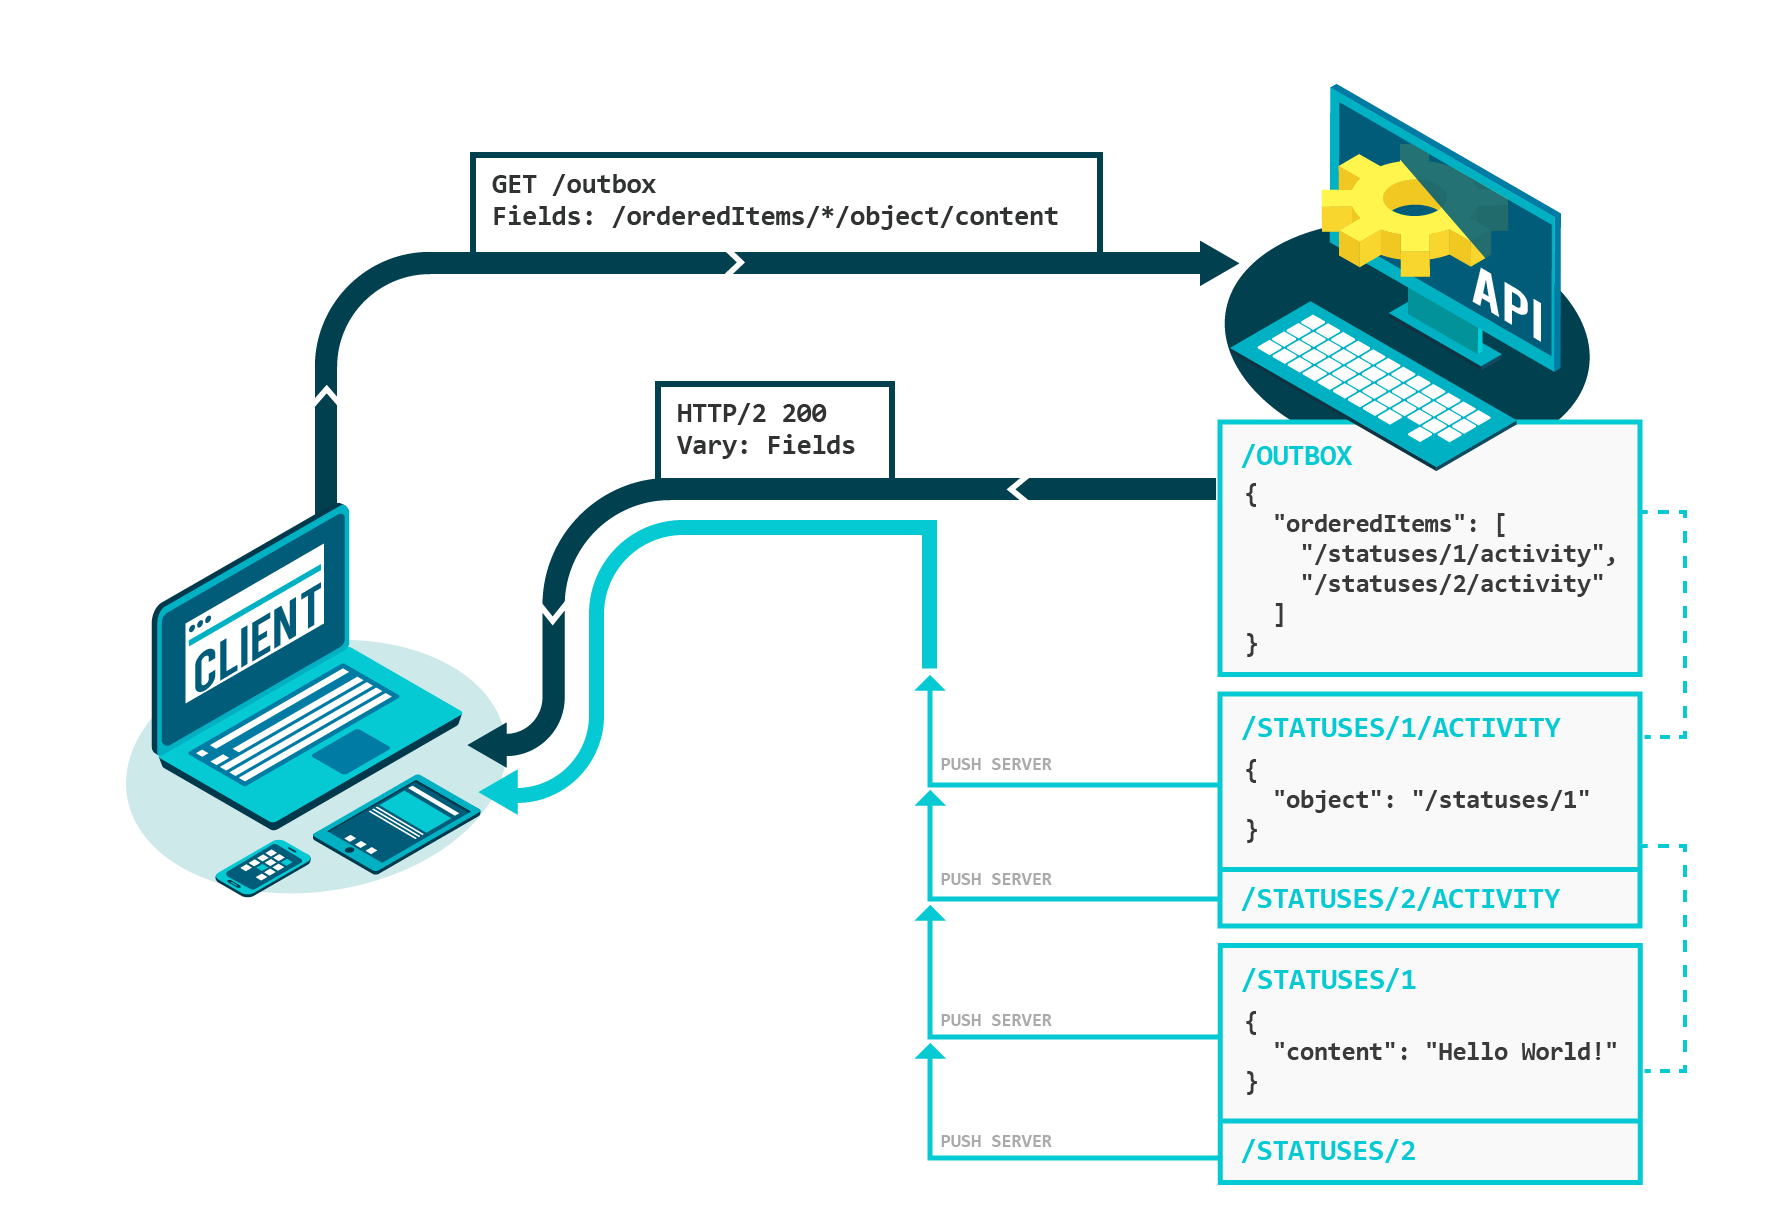 GET /outbox
Fields: /orderedItems/*/object/content
API
HTTP/2 200
Vary: Fields
CLIENT
/OUTBOX
{
"orderedItems": [
"/statuses/1/activity",
"/statuses/2/activity"
]
}
/STATUSES/1/ACTIVITY
{
"object": "/statuses/1"
}
PUSH SERVER
/STATUSES/2/ACTIVITY
PUSH SERVER
/STATUSES/1
{
"content": "Hello World!"
}
PUSH SERVER
/STATUSES/2
PUSH SERVER